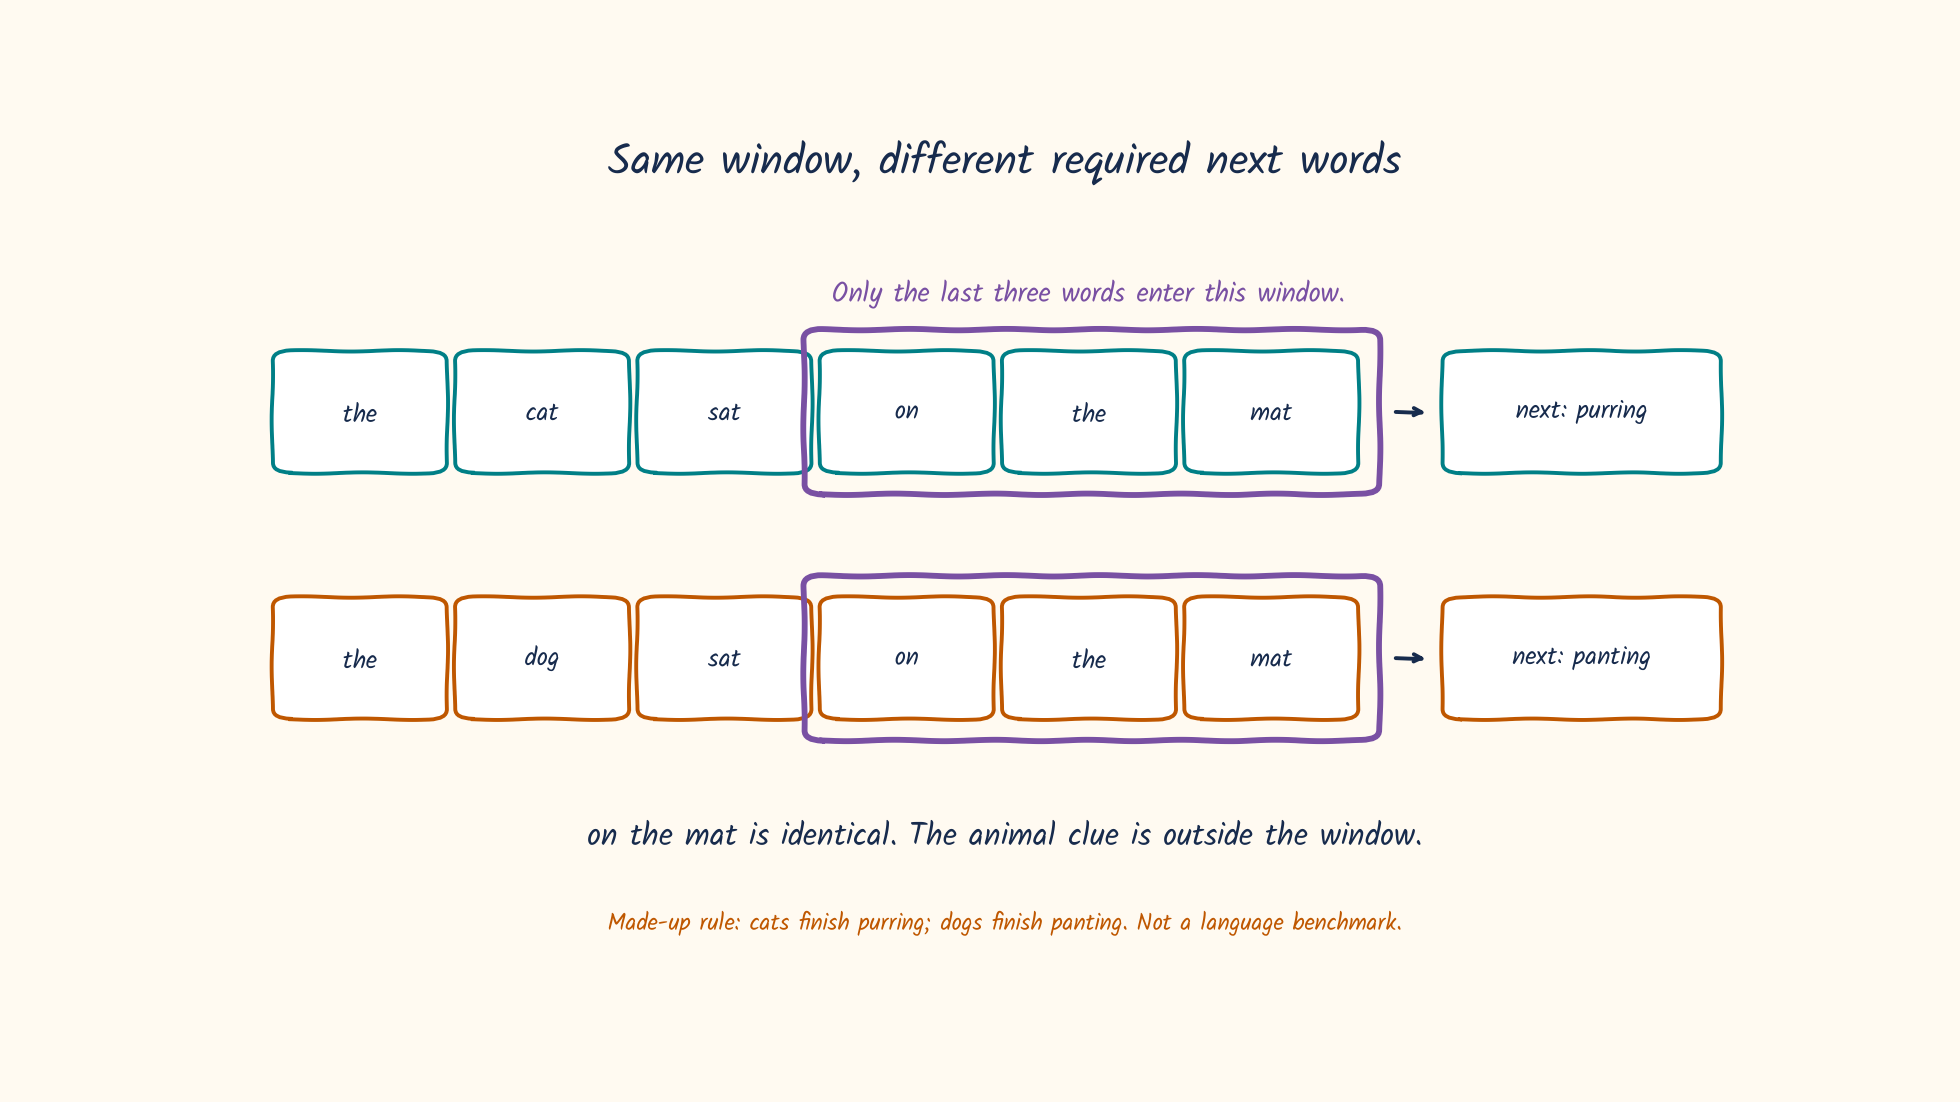 Same window, different required next words
Only the last three words enter this window.
the cat sat on the mat next: purring
the dog sat on the mat next: panting
on the mat is identical. The animal clue is outside the window.
Made-up rule: cats finish purring; dogs finish panting. Not a language benchmark.